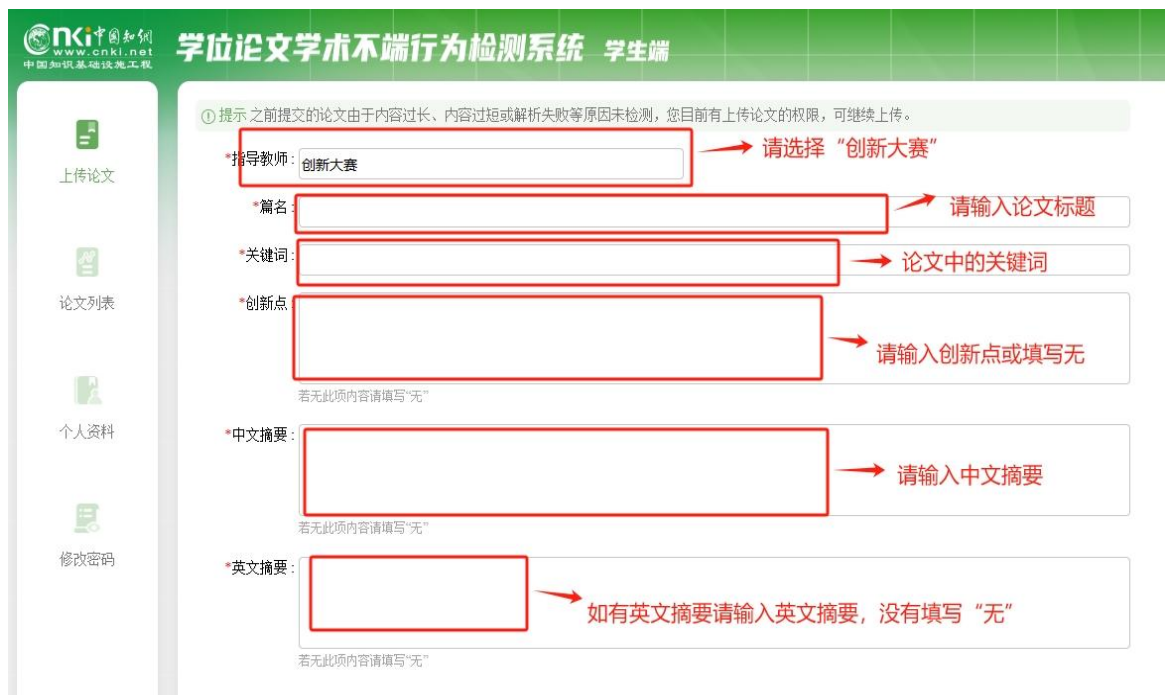 cnki中国知网
www.cnki.net
中国知识基础设施工程
学位论文学术不端行为检测系统 学生端
提示 之前提交的论文由于内容过长、内容过短或解析失败等原因未检测，您目前有上传论文的权限，可继续上传。
上传论文
论文列表
个人资料
修改密码
*指导教师: 创新大赛 请选择“创新大赛”
*篇名: 请输入论文标题
*关键词: 论文中的关键词
*创新点: 请输入创新点或填写无
若无此项内容请填写“无”
*中文摘要: 请输入中文摘要
若无此项内容请填写“无”
*英文摘要: 如有英文摘要请输入英文摘要，没有填写“无”
若无此项内容请填写“无”